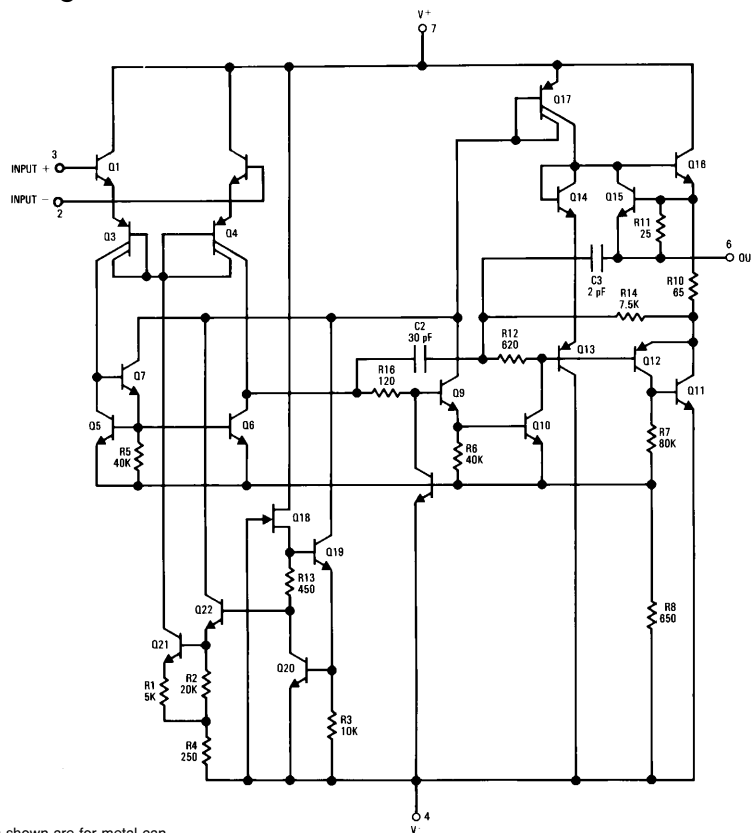 V+
7
Q17
3
INPUT +
Q1
Q16
INPUT -
2
Q14
Q15
R11
25
Q3
Q4
6
OU
C3
2 pF
R10
65
R14
7.5K
C2
30 pF
R12
620
Q13
Q12
Q7
R16
120
Q9
Q11
Q5
Q6
Q10
R5
40K
R6
40K
R7
80K
Q18
Q19
R13
450
Q22
R8
650
Q21
Q20
R1
5K
R2
20K
R3
10K
R4
250
4
shown are for metal can